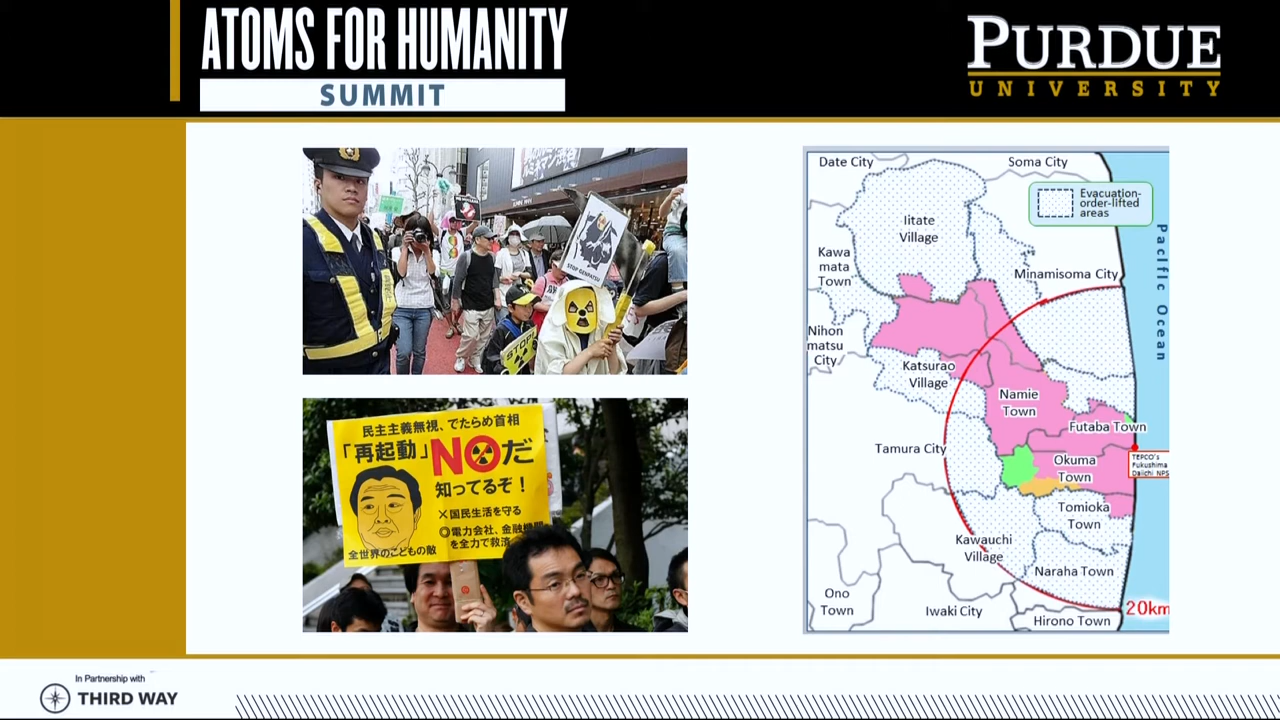 ATOMS FOR HUMANITY
SUMMIT
PURDUE
UNIVERSITY
STOP GENPATSU
STOP
民主主義無視、でたらめ首相
「再起動」NOだ
知ってるぞ！
×国民生活を守る
◎電力会社、金融機関
を全力で救済
全世界のこどもの敵
Date City
Soma City
Evacuation-
order-lifted
areas
Iitate
Village
Pacific Ocean
Kawa
mata
Town
Minamisoma City
Nihon
matsu
City
Katsurao
Village
Namie
Town
Futaba Town
Tamura City
Okuma
Town
TEPCO's
Fukushima
Daiichi NPS
Tomioka
Town
Kawauchi
Village
Naraha Town
Ono
Town
Iwaki City
20km
Hirono Town
In Partnership with
THIRD WAY